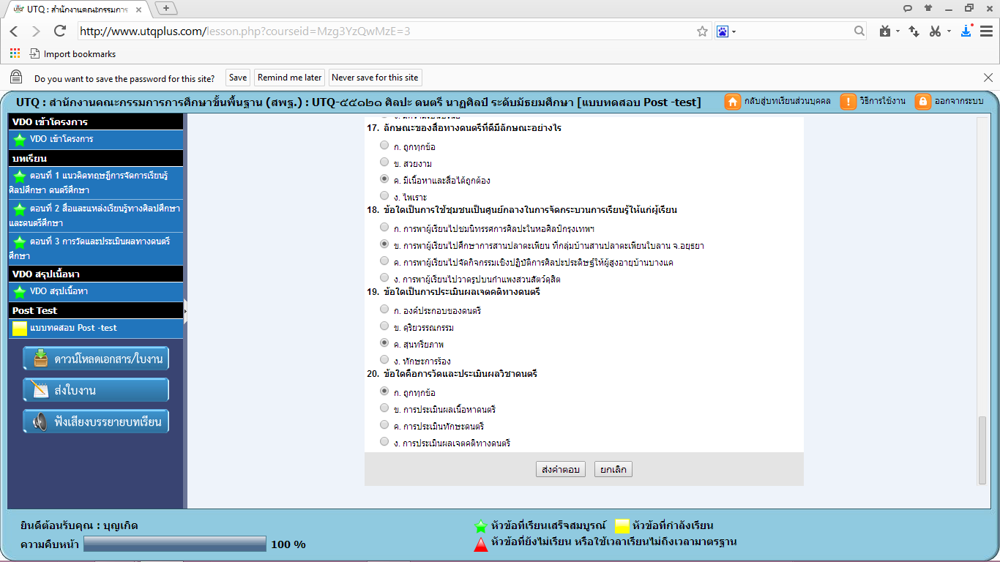 UTQ : สำนักงานคณะกรรมการ
http://www.utqplus.com/lesson.php?courseid=Mzg3YzQwMzE=3
Import bookmarks
Do you want to save the password for this site? Save Remind me later Never save for this site
UTQ : สำนักงานคณะกรรมการการศึกษาขั้นพื้นฐาน (สพฐ.) : UTQ-๕๕๑๒๑ ศิลปะ ดนตรี นาฏศิลป์ ระดับมัธยมศึกษา [แบบทดสอบ Post -test]
กลับสู่บทเรียนส่วนบุคคล วิธีการใช้งาน ออกจากระบบ
VDO เข้าโครงการ
VDO เข้าโครงการ
บทเรียน
ตอนที่ 1 แนวคิดทฤษฎีการจัดการเรียนรู้
ศิลปศึกษา ดนตรีศึกษา
ตอนที่ 2 สื่อและแหล่งเรียนรู้ทางศิลปศึกษา
และดนตรีศึกษา
ตอนที่ 3 การวัดและประเมินผลทางดนตรี
ศึกษา
VDO สรุปเนื้อหา
VDO สรุปเนื้อหา
Post Test
แบบทดสอบ Post -test
ดาวน์โหลดเอกสาร/ใบงาน
ส่งใบงาน
ฟังเสียงบรรยายบทเรียน
17. ลักษณะของสื่อทางดนตรีที่ดีมีลักษณะอย่างไร
ก. ถูกทุกข้อ
ข. สวยงาม
ค. มีเนื้อหาและสื่อได้ถูกต้อง
ง. ไพเราะ
18. ข้อใดเป็นการใช้ชุมชนเป็นศูนย์กลางในการจัดกระบวนการเรียนรู้ให้แก่ผู้เรียน
ก. การพาผู้เรียนไปชมนิทรรศการศิลปะในหอศิลป์กรุงเทพฯ
ข. การพาผู้เรียนไปศึกษาการสานปลาตะเพียน ที่กลุ่มบ้านสานปลาตะเพียนใบลาน จ.อยุธยา
ค. การพาผู้เรียนไปจัดกิจกรรมเชิงปฏิบัติการศิลปะประดิษฐ์ให้ผู้สูงอายุบ้านบางแค
ง. การพาผู้เรียนไปวาดรูปบนกำแพงสวนสัตว์ดุสิต
19. ข้อใดเป็นการประเมินผลเจตคติทางดนตรี
ก. องค์ประกอบของดนตรี
ข. ดุริยวรรณกรรม
ค. สุนทรียภาพ
ง. ทักษะการร้อง
20. ข้อใดคือการวัดและประเมินผลวิชาดนตรี
ก. ถูกทุกข้อ
ข. การประเมินผลเนื้อหาดนตรี
ค. การประเมินทักษะดนตรี
ง. การประเมินผลเจตคติทางดนตรี
ส่งคำตอบ ยกเลิก
ยินดีต้อนรับคุณ : บุญเกิด
ความคืบหน้า 100 %
หัวข้อที่เรียนเสร็จสมบูรณ์ หัวข้อที่กำลังเรียน
หัวข้อที่ยังไม่เรียน หรือใช้เวลาเรียนไม่ถึงเวลามาตรฐาน